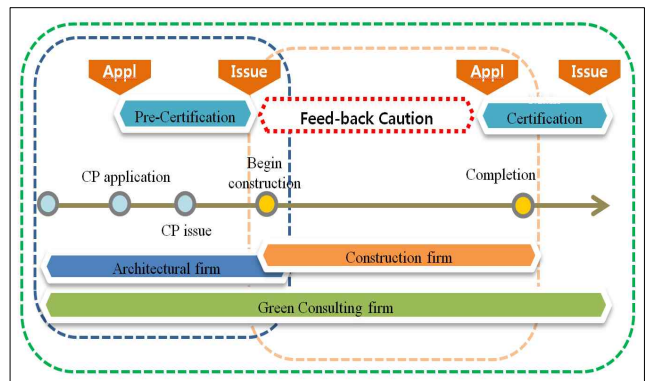 Appl
Issue
Appl
Issue
Pre-Certification
Feed-back Caution
Certification
CP application
Begin
construction
Completion
CP issue
Construction firm
Architectural firm
Green Consulting firm